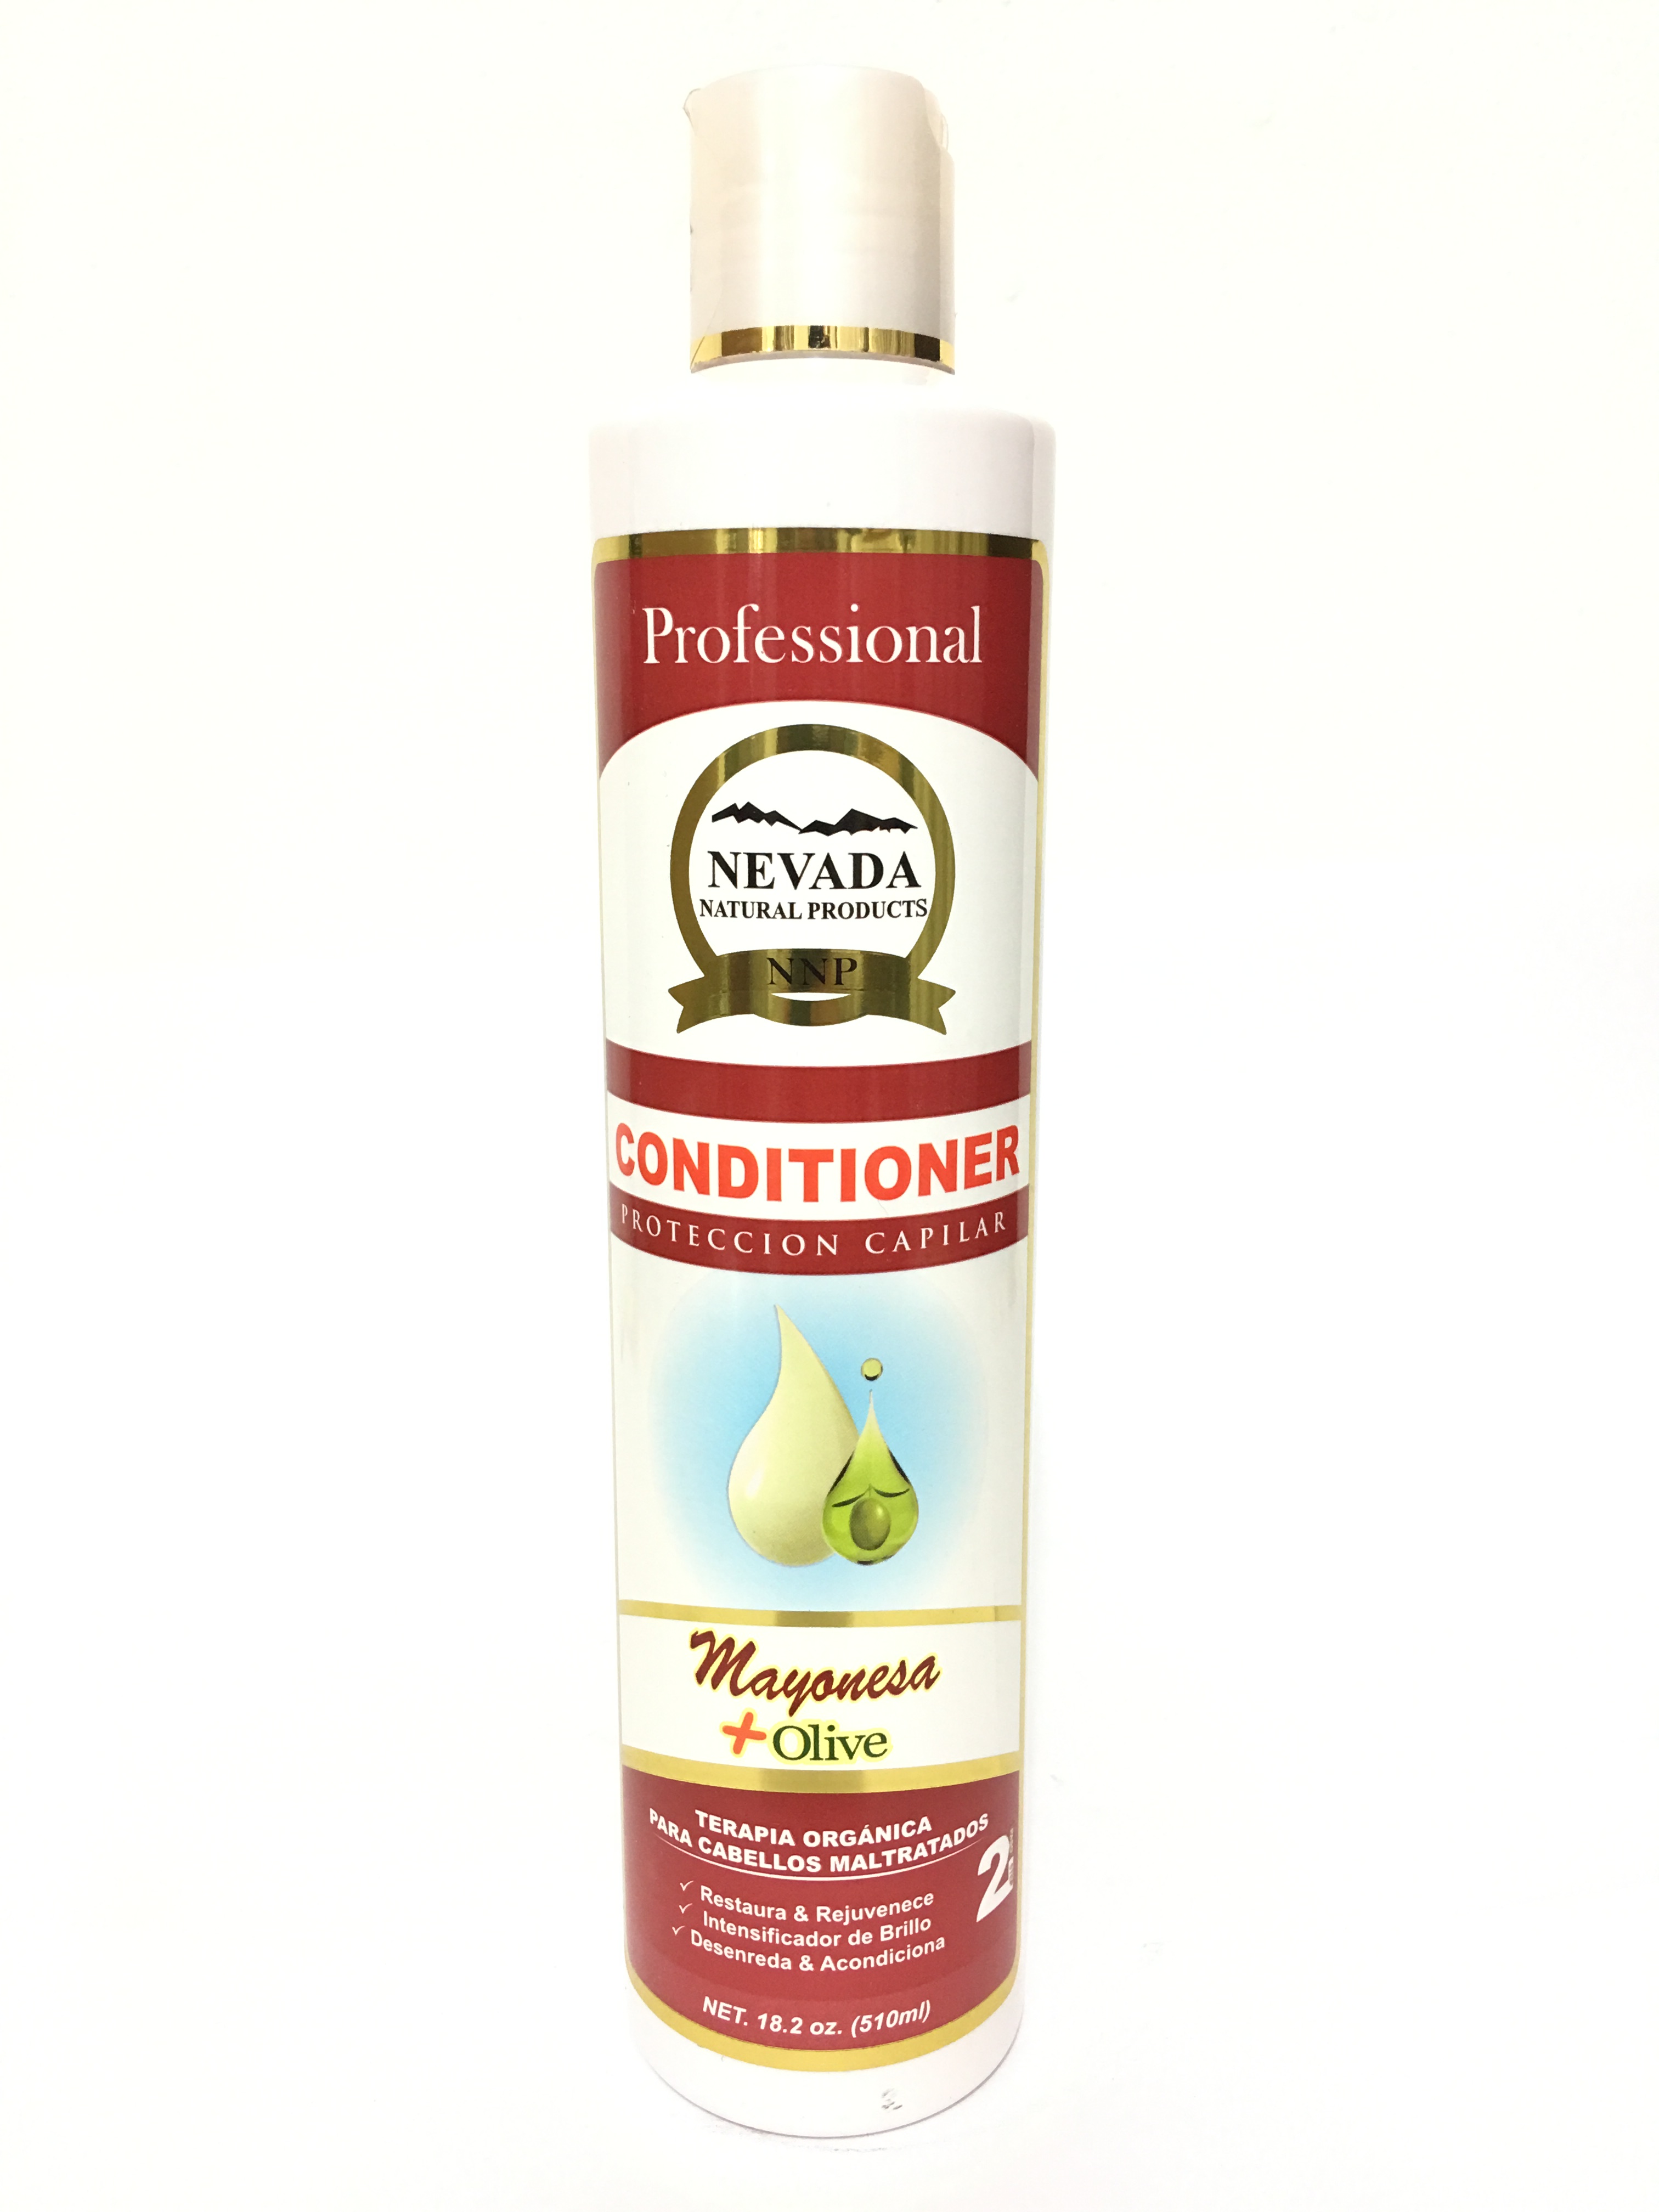 Professional
NEVADA
NATURAL PRODUCTS
NNP
CONDITIONER
PROTECCION CAPILAR
Mayonesa
+Olive
TERAPIA ORGÁNICA
PARA CABELLOS MALTRATADOS
2
✓ Restaura & Rejuvenece
✓ Intensificador de Brillo
✓ Desenreda & Acondiciona
NET. 18.2 oz. (510ml)